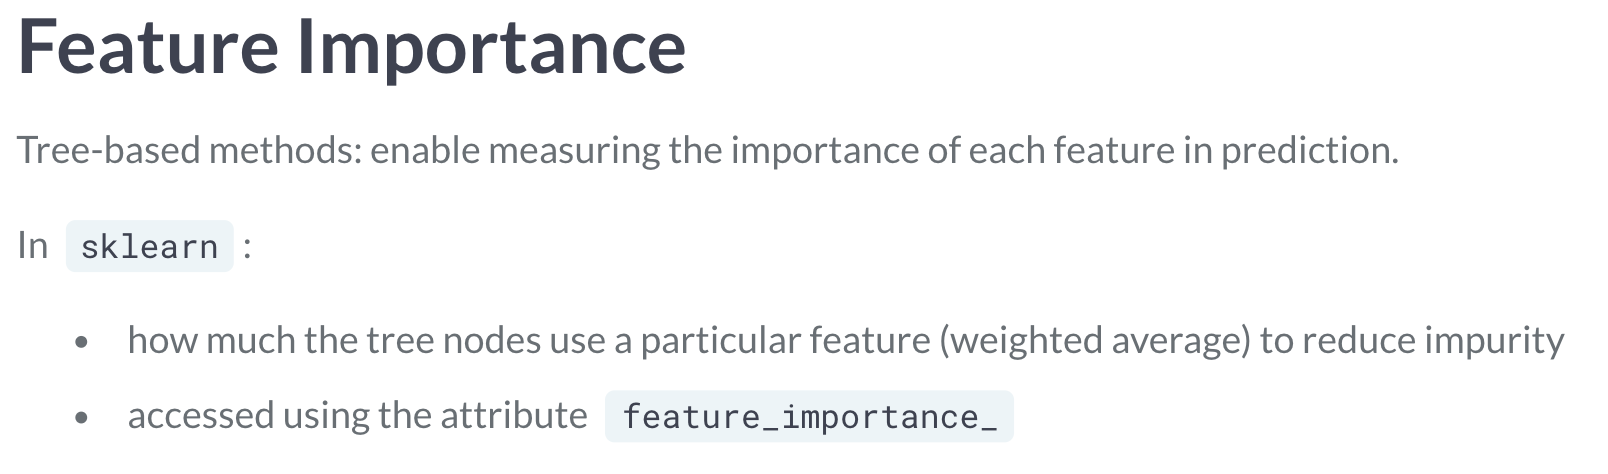 Feature Importance
Tree-based methods: enable measuring the importance of each feature in prediction.
In sklearn :
• how much the tree nodes use a particular feature (weighted average) to reduce impurity
• accessed using the attribute feature_importance_